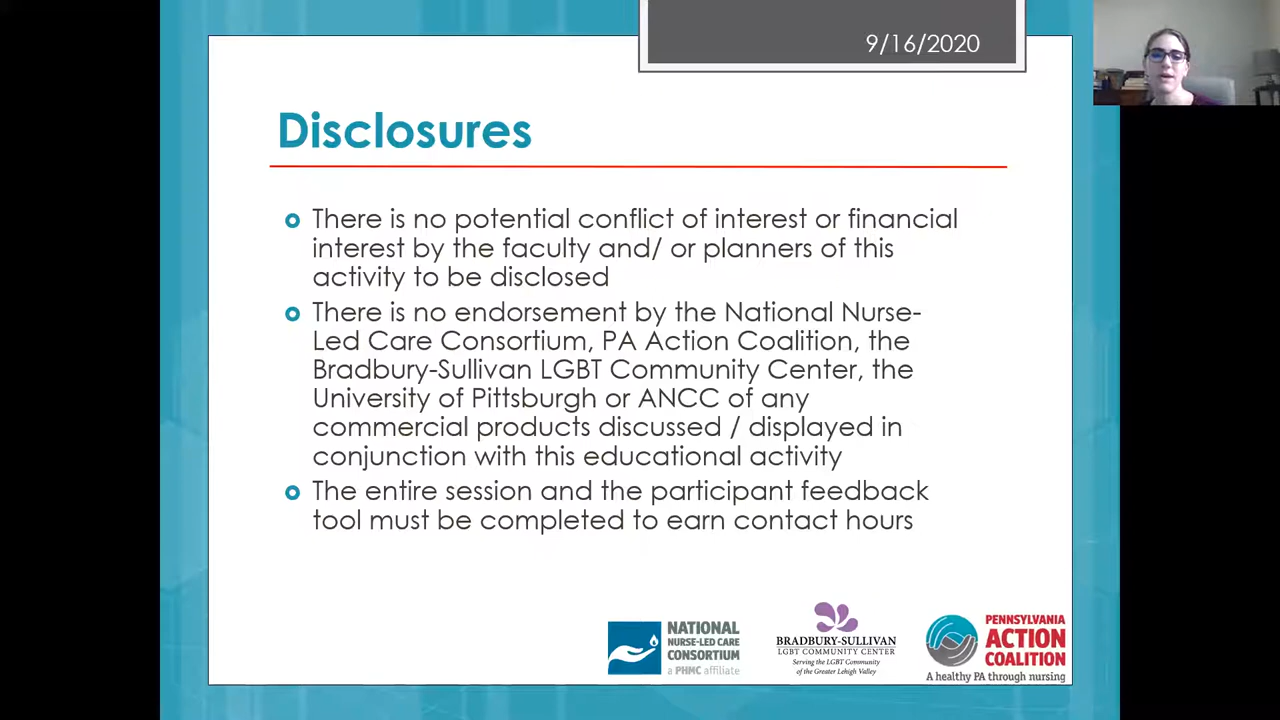 9/16/2020
Disclosures
There is no potential conflict of interest or financial
interest by the faculty and/ or planners of this
activity to be disclosed
There is no endorsement by the National Nurse-
Led Care Consortium, PA Action Coalition, the
Bradbury-Sullivan LGBT Community Center, the
University of Pittsburgh or ANCC of any
commercial products discussed / displayed in
conjunction with this educational activity
The entire session and the participant feedback
tool must be completed to earn contact hours
NATIONAL
NURSE-LED CARE
CONSORTIUM
a PHMC affiliate
BRADBURY-SULLIVAN
LGBT COMMUNITY CENTER
Serving the LGBT Community
of the Greater Lehigh Valley
PENNSYLVANIA
ACTION
COALITION
A healthy PA through nursing